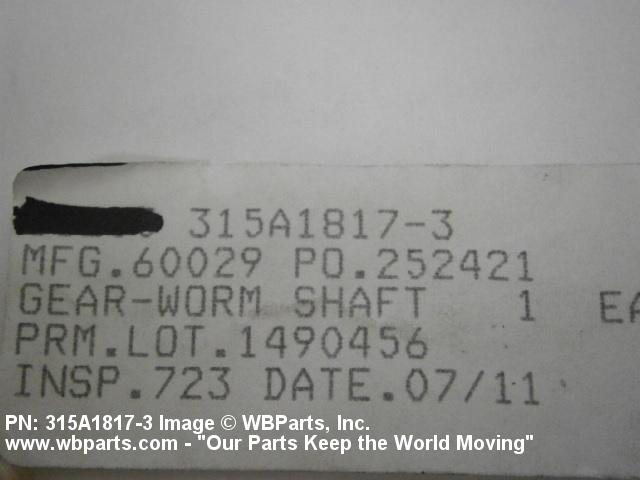 315A1817-3
MFG.60029 PO.252421
GEAR-WORM SHAFT 1 EA
PRM.LOT.1490456
INSP.723 DATE.07/11
PN: 315A1817-3 Image © WBParts, Inc.
www.wbparts.com - "Our Parts Keep the World Moving"